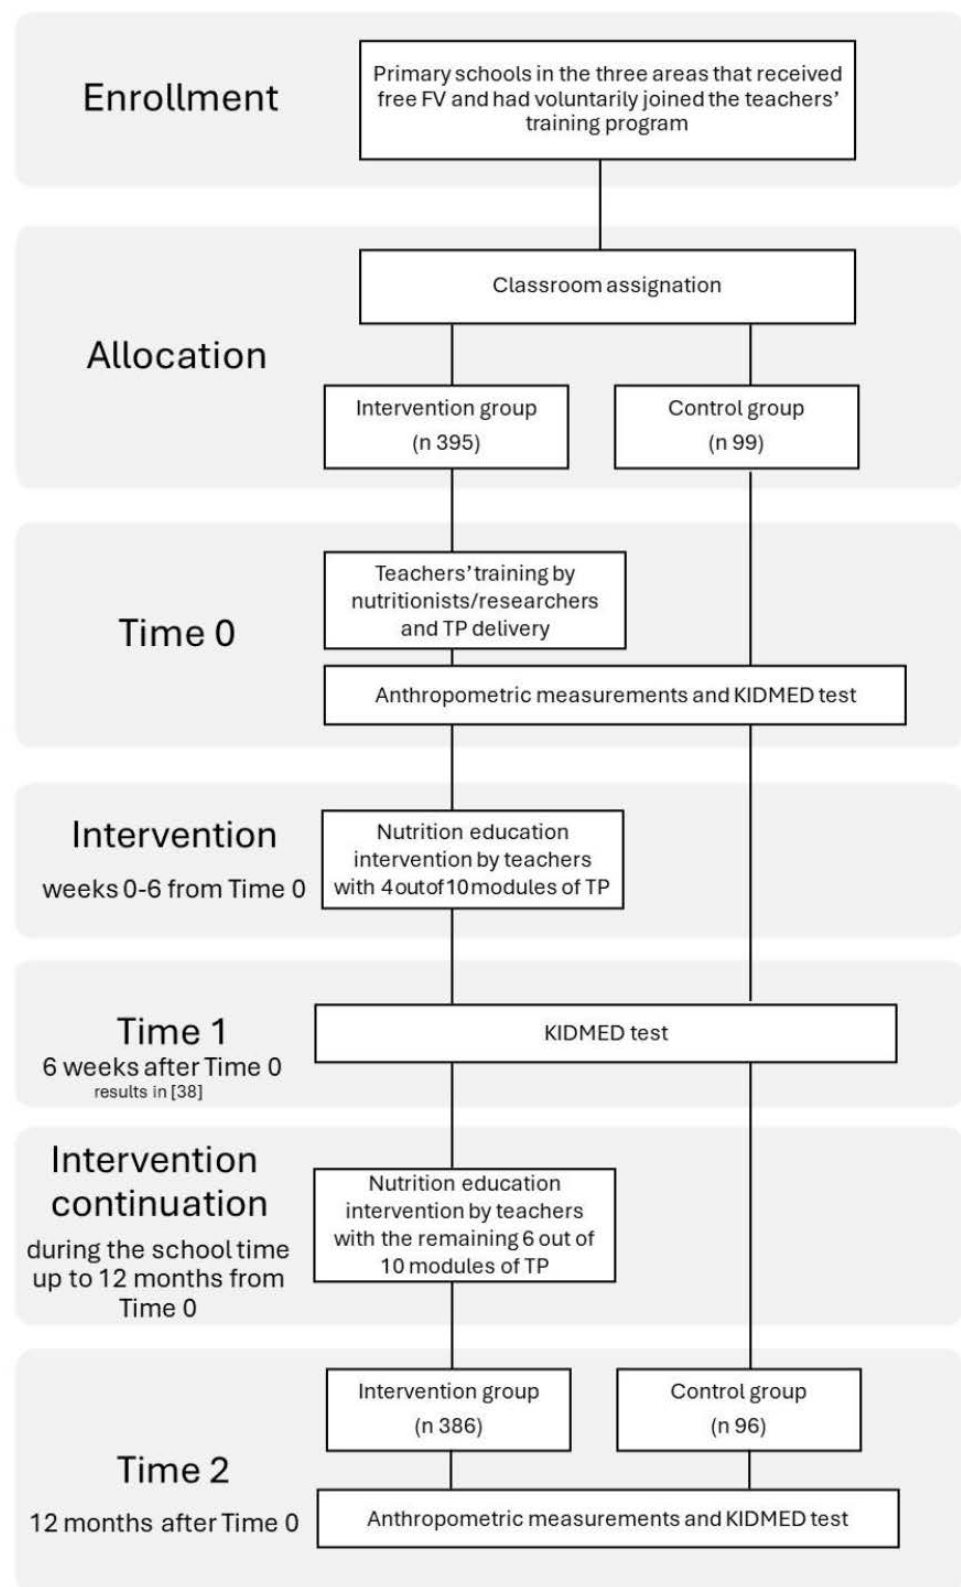 Enrollment
Primary schools in the three areas that received
free FV and had voluntarily joined the teachers’
training program
Allocation
Classroom assignation
Intervention group
(n 395)
Control group
(n 99)
Time 0
Teachers’ training by
nutritionists/researchers
and TP delivery
Anthropometric measurements and KIDMED test
Intervention
weeks 0-6 from Time 0
Nutrition education
intervention by teachers
with 4 out of 10 modules of TP
Time 1
6 weeks after Time 0
results in [38]
KIDMED test
Intervention
continuation
during the school time
up to 12 months from
Time 0
Nutrition education
intervention by teachers
with the remaining 6 out of
10 modules of TP
Time 2
12 months after Time 0
Intervention group
(n 386)
Control group
(n 96)
Anthropometric measurements and KIDMED test